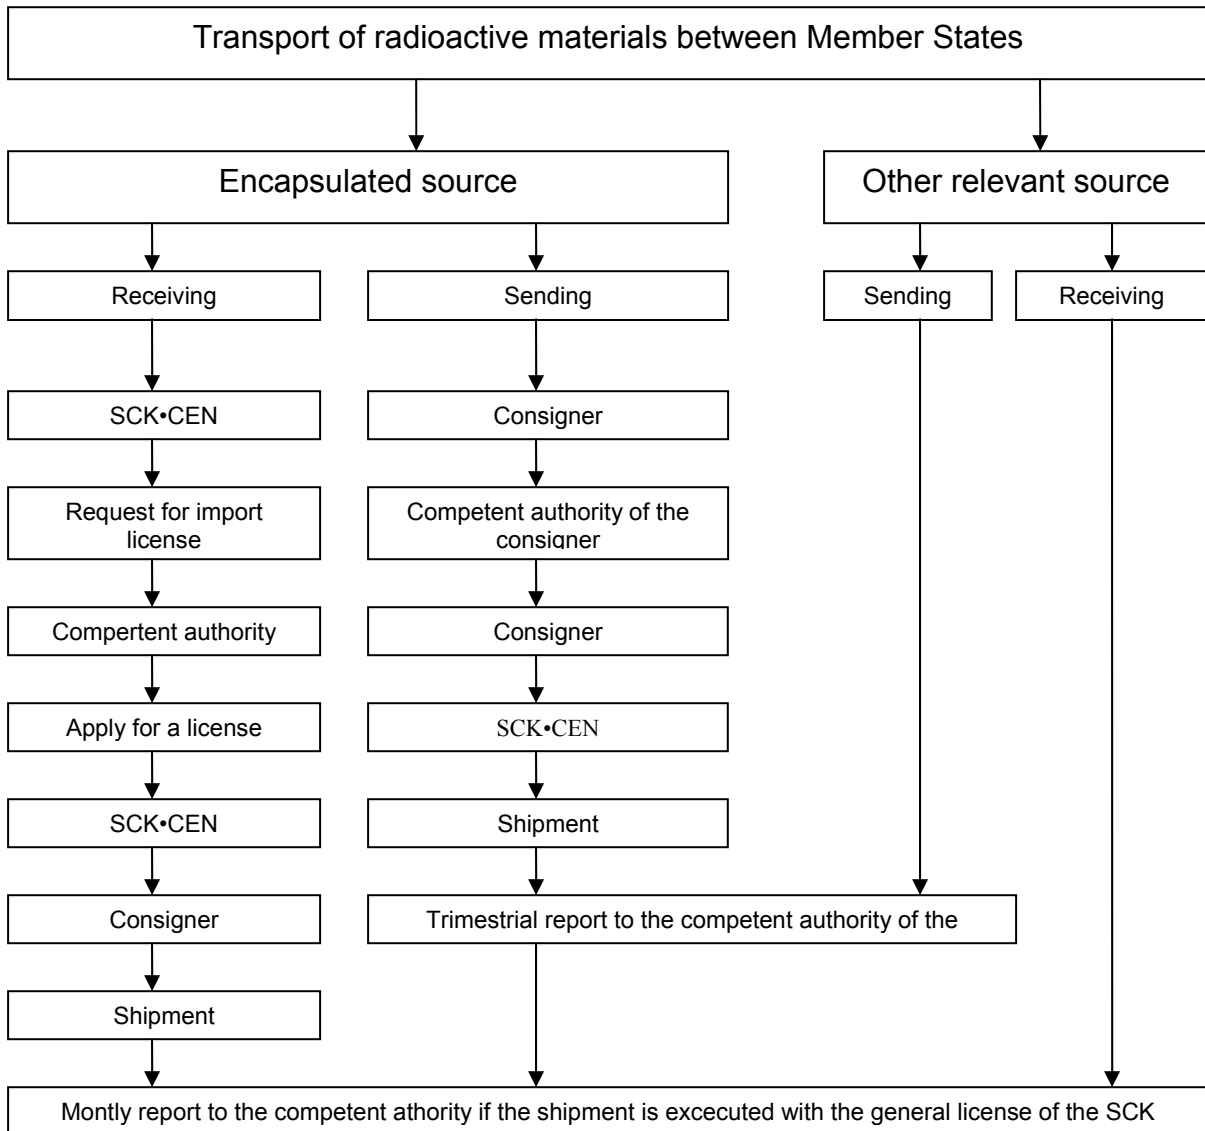 Transport of radioactive materials between Member States
Encapsulated source
Other relevant source
Receiving
Sending
Sending
Receiving
SCK•CEN
Consigner
Request for import
license
Competent authority of the
consigner
Compertent authority
Consigner
Apply for a license
SCK•CEN
SCK•CEN
Shipment
Consigner
Trimestrial report to the competent authority of the
Shipment
Montly report to the competent athority if the shipment is excecuted with the general license of the SCK